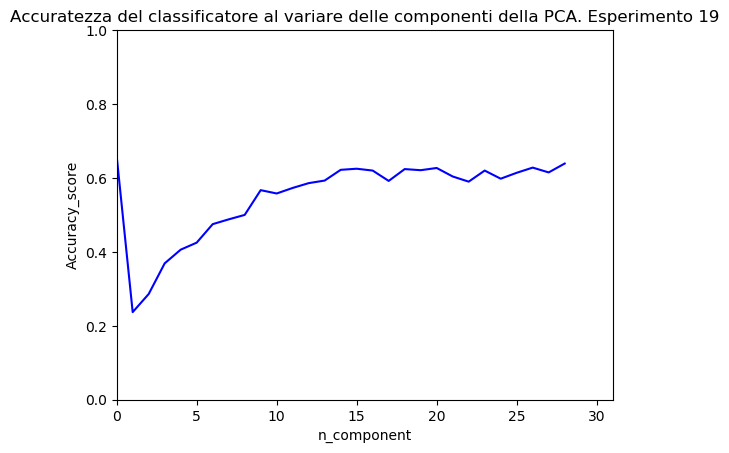 Accuratezza del classificatore al variare delle componenti della PCA. Esperimento 19
1.0
0.8
0.6
0.4
0.2
0.0
Accuracy_score
0 5 10 15 20 25 30
n_component